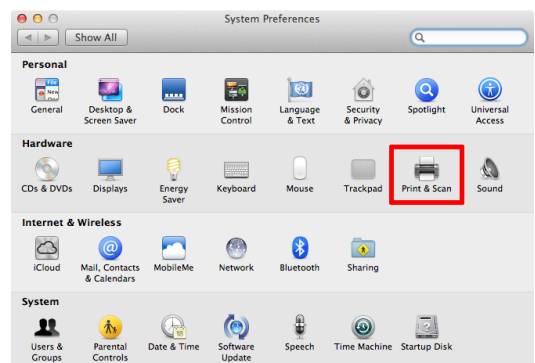 System Preferences
Show All
Personal
General
Desktop &
Screen Saver
Dock
Mission
Control
Language
& Text
Security
& Privacy
Spotlight
Universal
Access
Hardware
CDs & DVDs
Displays
Energy
Saver
Keyboard
Mouse
Trackpad
Print & Scan
Sound
Internet & Wireless
iCloud
Mail, Contacts
& Calendars
MobileMe
Network
Bluetooth
Sharing
System
Users &
Groups
Parental
Controls
Date & Time
Software
Update
Speech
Time Machine
Startup Disk